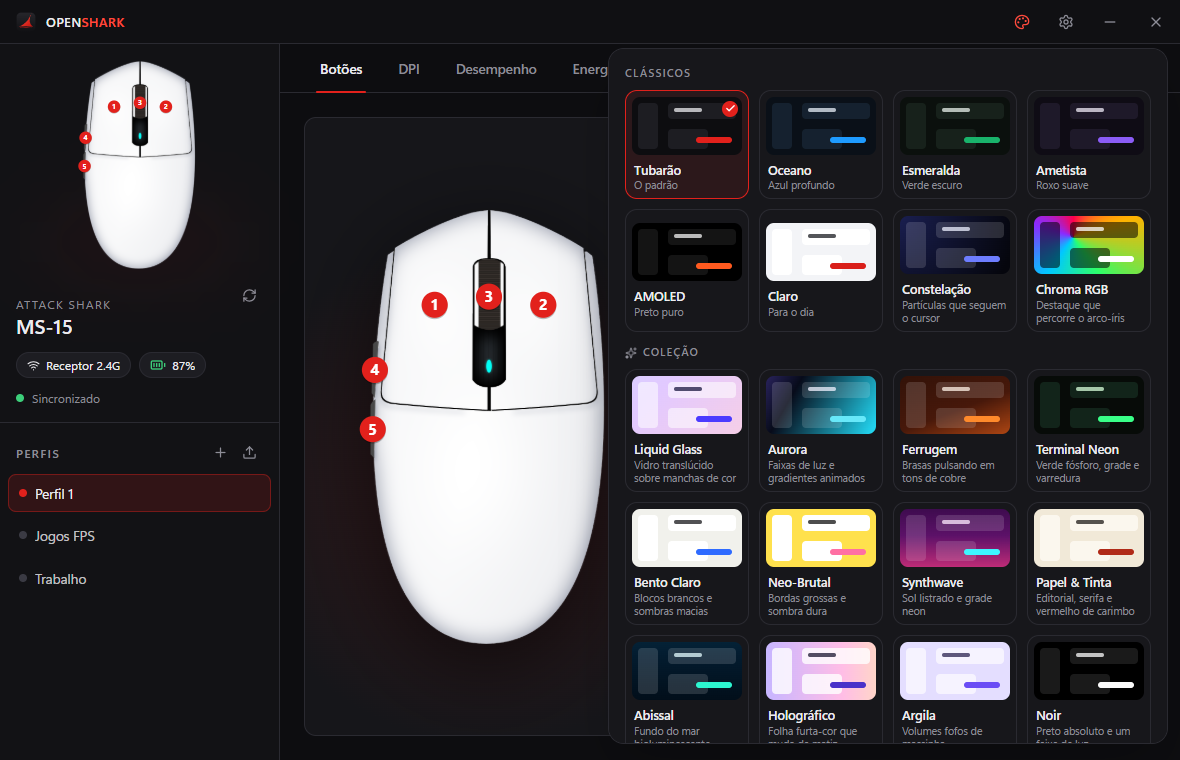 OPENSHARK
Botões DPI Desempenho Energ
1
3
2
4
5
ATTACK SHARK
MS-15
Receptor 2.4G 87%
Sincronizado
PERFIS
Perfil 1
Jogos FPS
Trabalho
1
3
2
4
5
CLÁSSICOS
Tubarão
O padrão
Oceano
Azul profundo
Esmeralda
Verde escuro
Ametista
Roxo suave
AMOLED
Preto puro
Claro
Para o dia
Constelação
Partículas que seguem
o cursor
Chroma RGB
Destaque que
percorre o arco-íris
COLEÇÃO
Liquid Glass
Vidro translúcido
sobre manchas de cor
Aurora
Faixas de luz e
gradientes animados
Ferrugem
Brasas pulsando em
tons de cobre
Terminal Neon
Verde fósforo, grade e
varredura
Bento Claro
Blocos brancos e
sombras macias
Neo-Brutal
Bordas grossas e
sombra dura
Synthwave
Sol listrado e grade
neon
Papel & Tinta
Editorial, serifa e
vermelho de carimbo
Abissal
Fundo do mar
Holográfico
Folha furta-cor que
Argila
Volumes fofos de
Noir
Preto absoluto e um